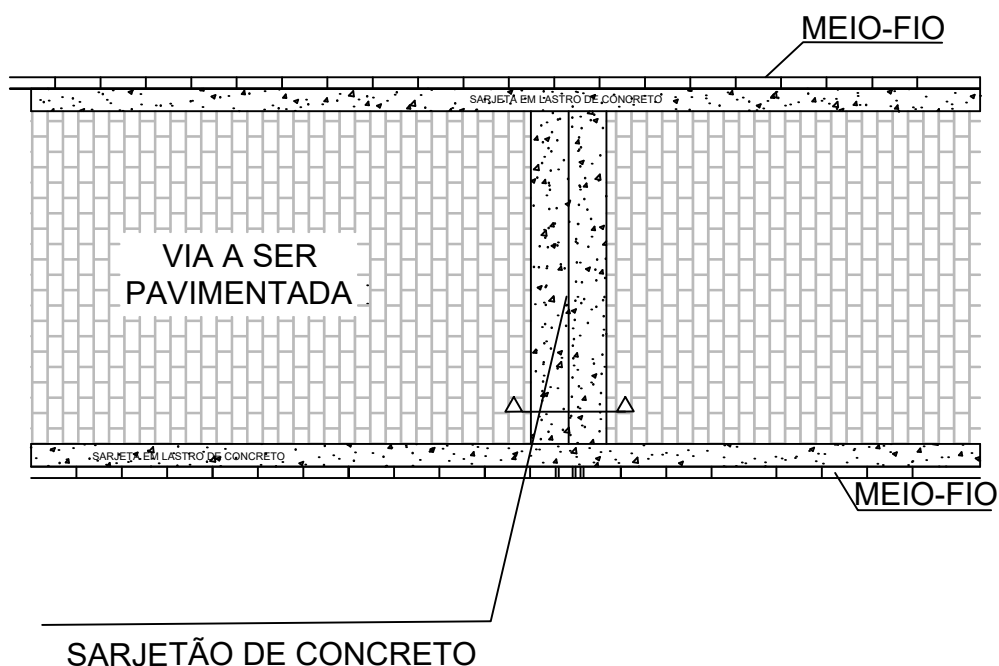 MEIO-FIO
SARJETA EM LASTRO DE CONCRETO
VIA A SER
PAVIMENTADA
SARJETA EM LASTRO DE CONCRETO
MEIO-FIO
SARJETÃO DE CONCRETO